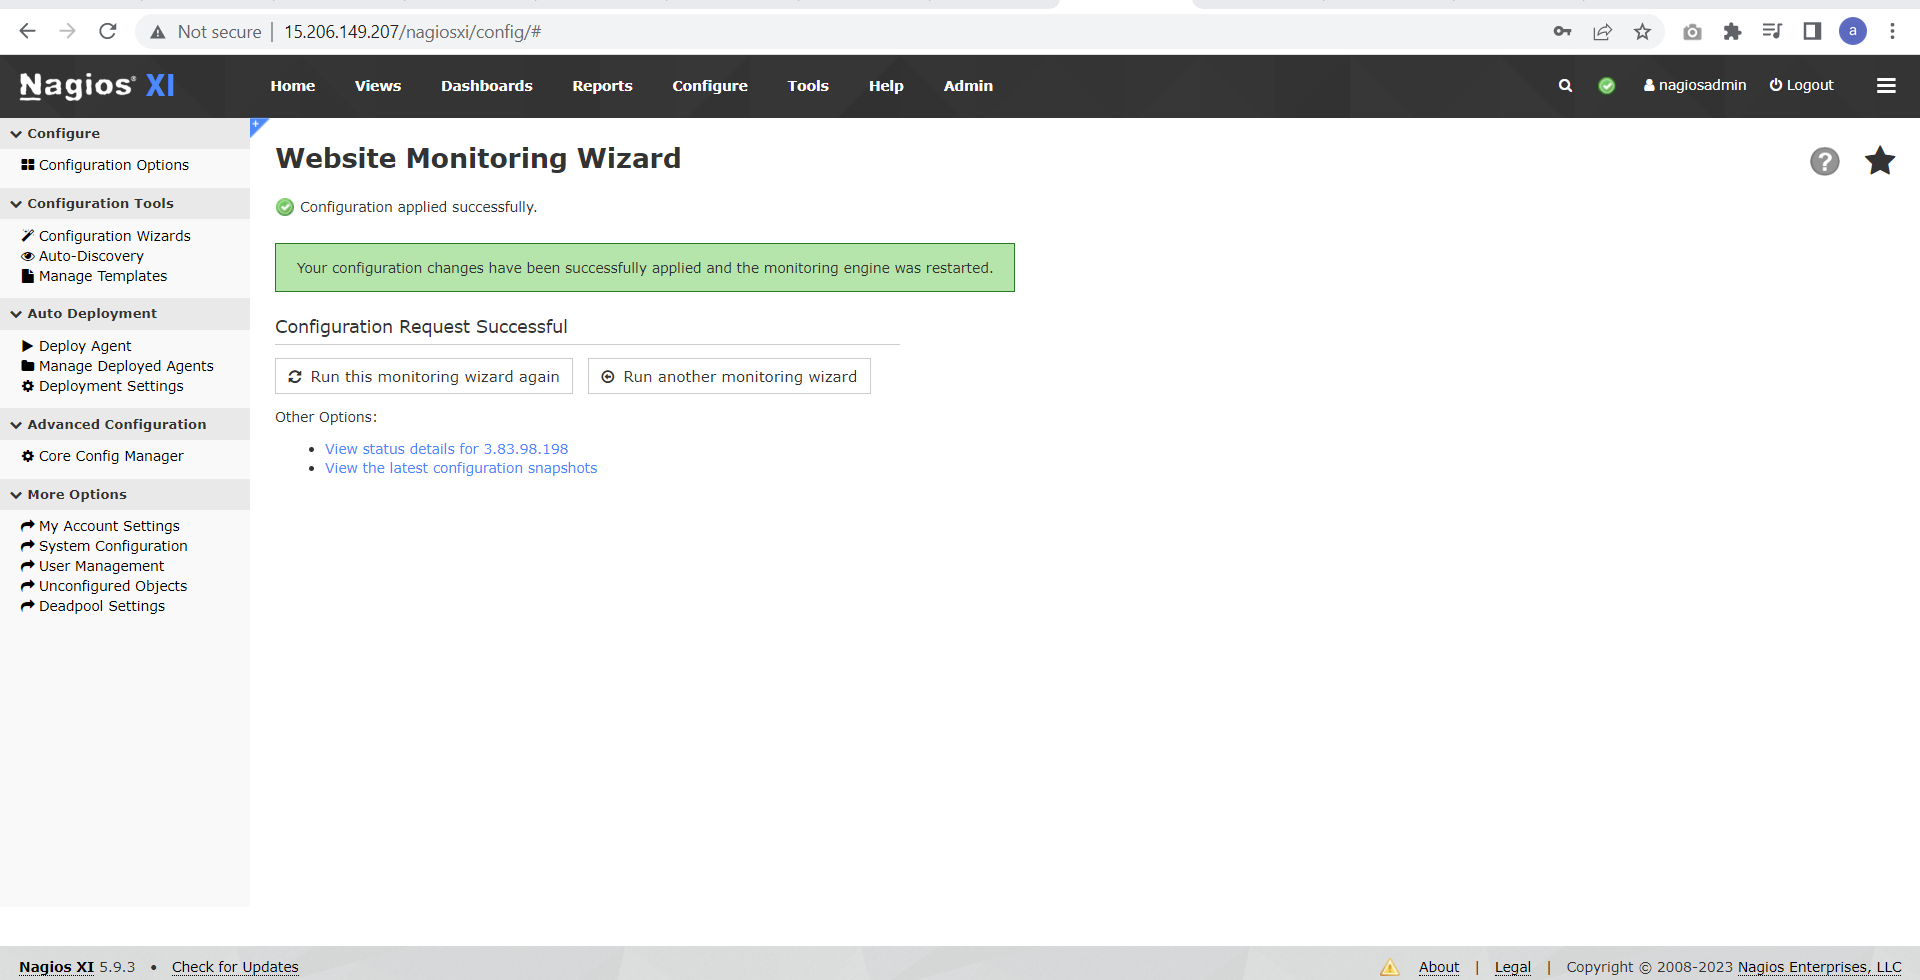 Not secure | 15.206.149.207/nagiosxi/config/#
a
Nagios® XI
Home Views Dashboards Reports Configure Tools Help Admin
nagiosadmin Logout
Configure
Configuration Options
Configuration Tools
Configuration Wizards
Auto-Discovery
Manage Templates
Auto Deployment
Deploy Agent
Manage Deployed Agents
Deployment Settings
Advanced Configuration
Core Config Manager
More Options
My Account Settings
System Configuration
User Management
Unconfigured Objects
Deadpool Settings
Website Monitoring Wizard
Configuration applied successfully.
Your configuration changes have been successfully applied and the monitoring engine was restarted.
Configuration Request Successful
Run this monitoring wizard again Run another monitoring wizard
Other Options:
• View status details for 3.83.98.198
• View the latest configuration snapshots
Nagios XI 5.9.3 • Check for Updates
About | Legal | Copyright © 2008-2023 Nagios Enterprises, LLC